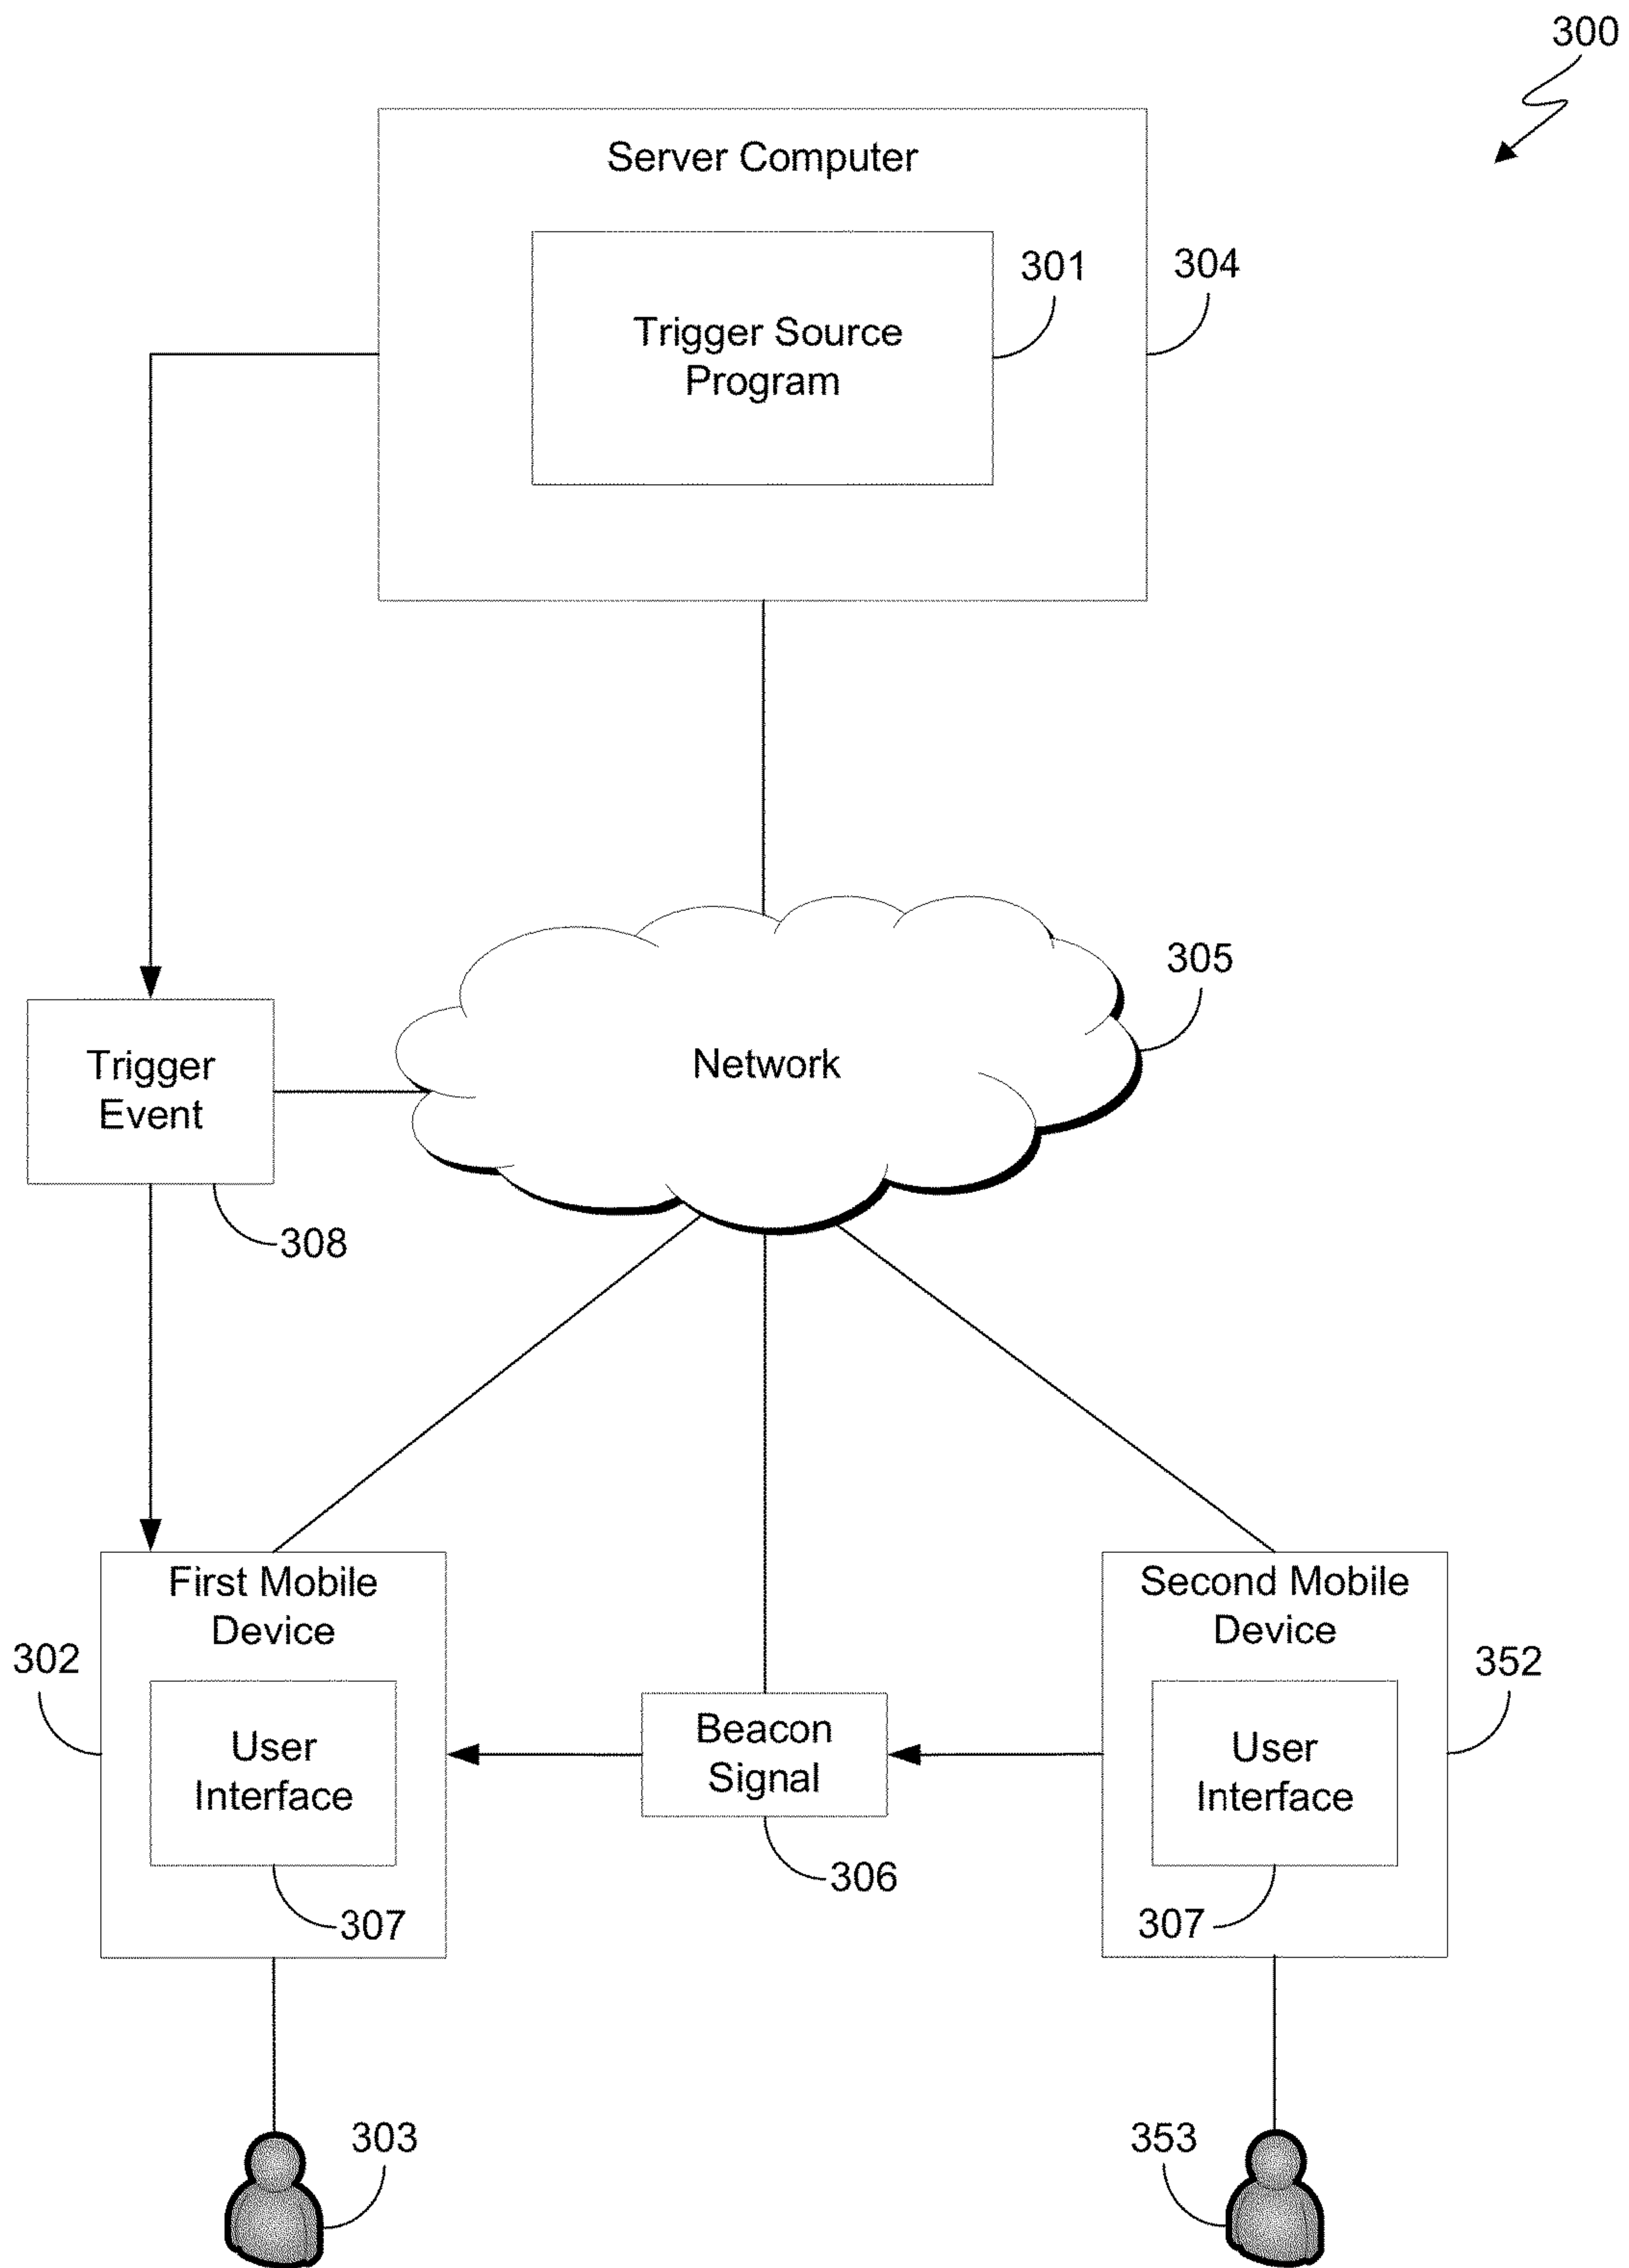 300
Server Computer
301
304
Trigger Source
Program
305
Network
Trigger
Event
308
First Mobile
Device
Second Mobile
Device
302
352
User
Interface
Beacon
Signal
User
Interface
306
307
307
303
353